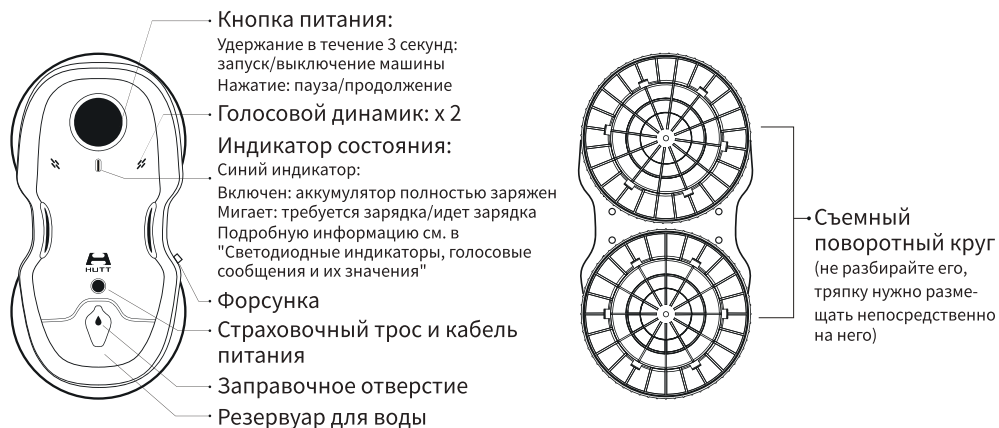 Кнопка питания:
Удержание в течение 3 секунд:
запуск/выключение машины
Нажатие: пауза/продолжение
Голосовой динамик: x 2
Индикатор состояния:
Синий индикатор:
Включен: аккумулятор полностью заряжен
Мигает: требуется зарядка/идет зарядка
Подробную информацию см. в
"Светодиодные индикаторы, голосовые
сообщения и их значения"
HUTT
Форсунка
Страховочный трос и кабель
питания
Заправочное отверстие
Резервуар для воды
Съемный
поворотный круг
(не разбирайте его,
тряпку нужно разме-
щать непосредственно
на него)